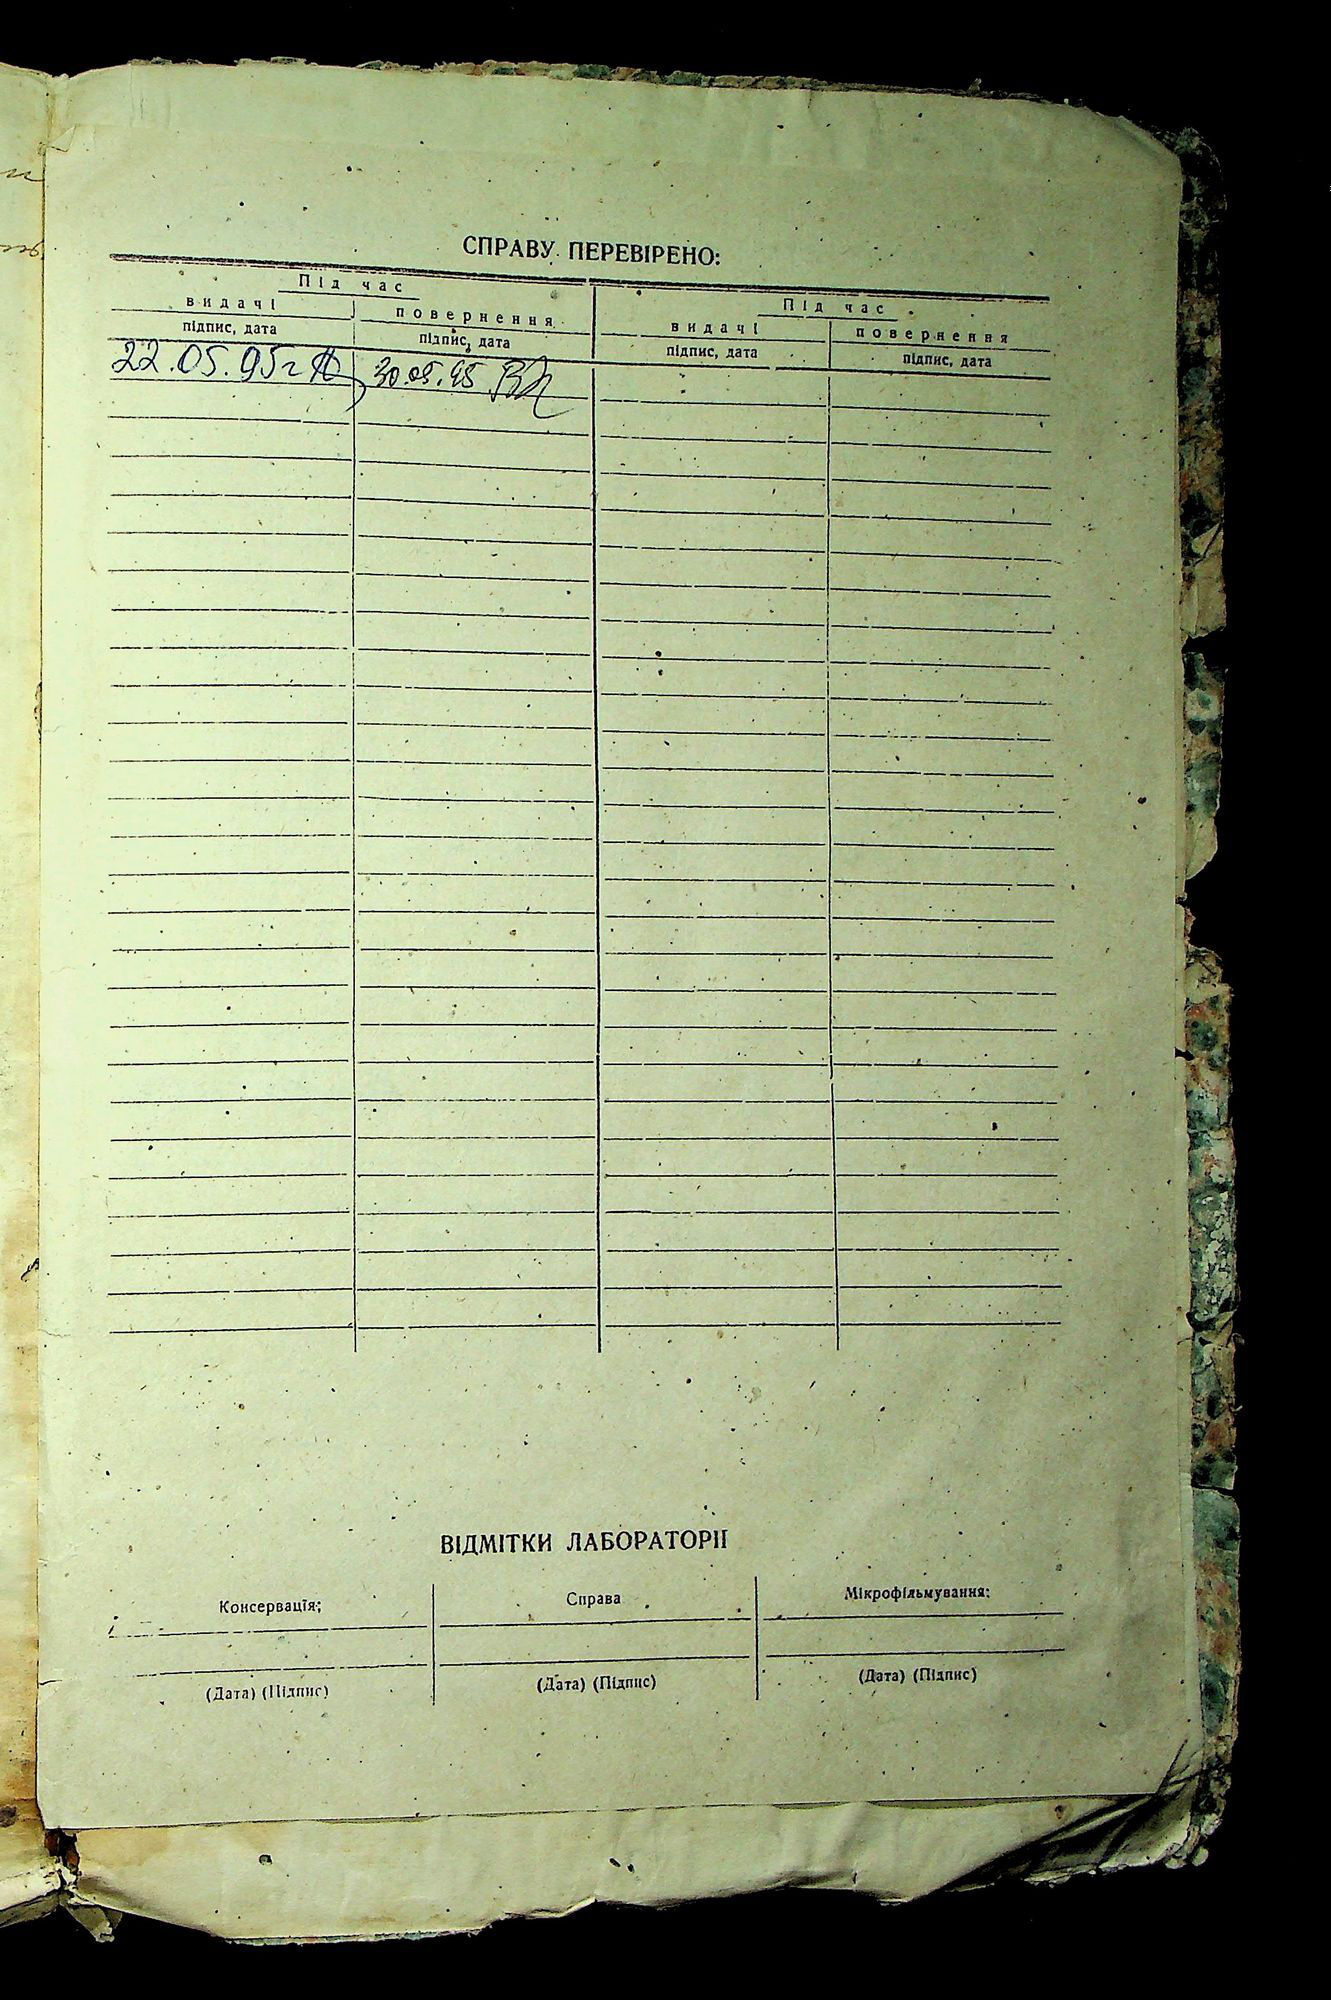 СПРАВУ ПЕРЕВІРЕНО:
Під час Під час
видачі повернення видачі повернення
підпис, дата підпис, дата підпис, дата підпис, дата
22.05.95г 30.05.95
ВІДМІТКИ ЛАБОРАТОРІЇ
Консервація: Справа Мікрофільмування:
(Дата) (Підпис) (Дата) (Підпис) (Дата) (Підпис)